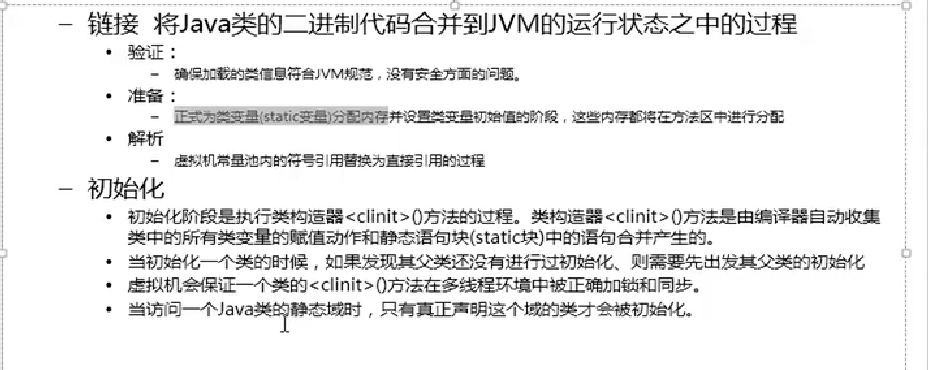 – 链接 将Java类的二进制代码合并到JVM的运行状态之中的过程
• 验证：
– 确保加载的类信息符合JVM规范，没有安全方面的问题。
• 准备：
– 正式为类变量(static变量)分配内存并设置类变量初始值的阶段，这些内存都将在方法区中进行分配
• 解析
– 虚拟机常量池内的符号引用替换为直接引用的过程
– 初始化
• 初始化阶段是执行类构造器<clinit>()方法的过程。类构造器<clinit>()方法是由编译器自动收集
类中的所有类变量的赋值动作和静态语句块(static块)中的语句合并产生的。
• 当初始化一个类的时候，如果发现其父类还没有进行过初始化、则需要先出发其父类的初始化
• 虚拟机会保证一个类的<clinit>()方法在多线程环境中被正确加锁和同步。
• 当访问一个Java类的静态域时，只有真正声明这个域的类才会被初始化。